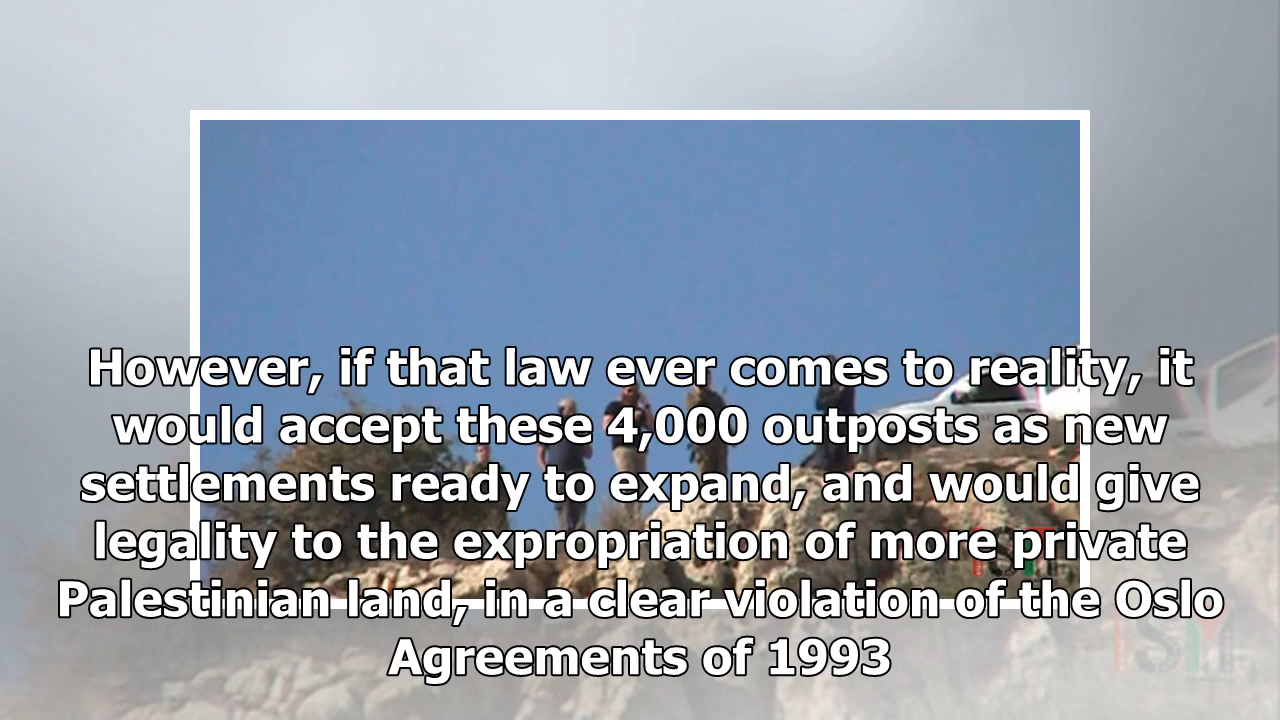 However, if that law ever comes to reality, it
would accept these 4,000 outposts as new
settlements ready to expand, and would give
legality to the expropriation of more private
Palestinian land, in a clear violation of the Oslo
Agreements of 1993
ISM